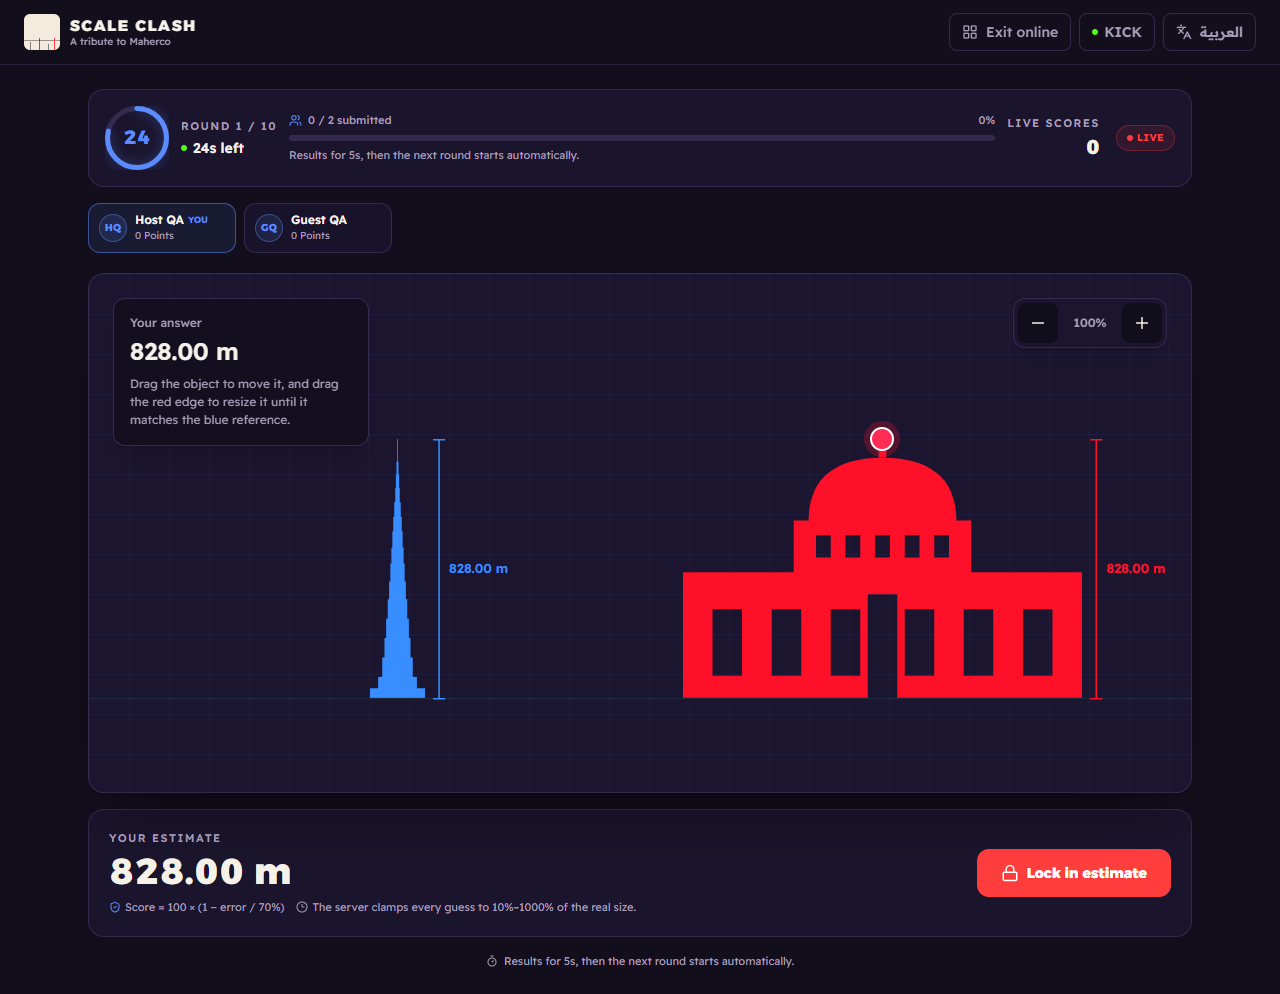 SCALE CLASH
A tribute to Maherco
Exit online
KICK
العربية
24
ROUND 1 / 10
24s left
0 / 2 submitted
0%
Results for 5s, then the next round starts automatically.
LIVE SCORES
0
LIVE
HQ
Host QA YOU
0 Points
GQ
Guest QA
0 Points
Your answer
828.00 m
Drag the object to move it, and drag
the red edge to resize it until it
matches the blue reference.
100%
828.00 m
828.00 m
YOUR ESTIMATE
828.00 m
Score = 100 × (1 − error / 70%)
The server clamps every guess to 10%–1000% of the real size.
Lock in estimate
Results for 5s, then the next round starts automatically.